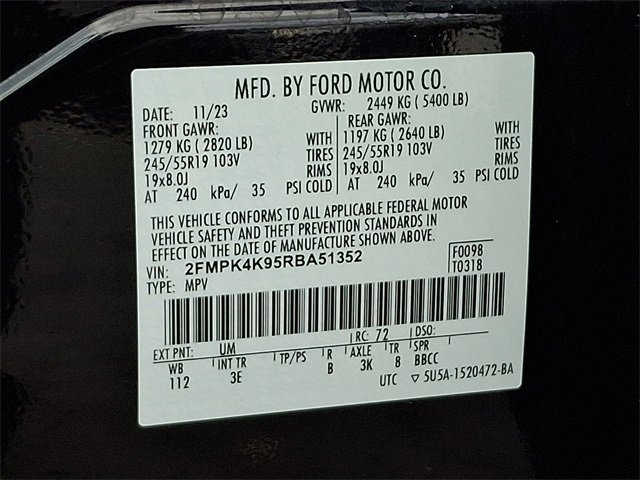 MFD. BY FORD MOTOR CO.
DATE: 11/23 GVWR: 2449 KG (5400 LB)
FRONT GAWR: REAR GAWR:
1279 KG (2820 LB) WITH 1197 KG (2640 LB) WITH
245/55R19 103V TIRES 245/55R19 103V TIRES
19x8.0J RIMS 19x8.0J RIMS
AT 240 kPa/ 35 PSI COLD AT 240 kPa/ 35 PSI COLD
THIS VEHICLE CONFORMS TO ALL APPLICABLE FEDERAL MOTOR
VEHICLE SAFETY AND THEFT PREVENTION STANDARDS IN
EFFECT ON THE DATE OF MANUFACTURE SHOWN ABOVE.
VIN: 2FMPK4K95RBA51352 F0098
TYPE: MPV T0318
EXT PNT: UM RC: 72 DSO:
WB INT TR TP/PS R AXLE TR SPR
112 3E B 3K 8 BBCC
UTC ▽ 5U5A-1520472-BA